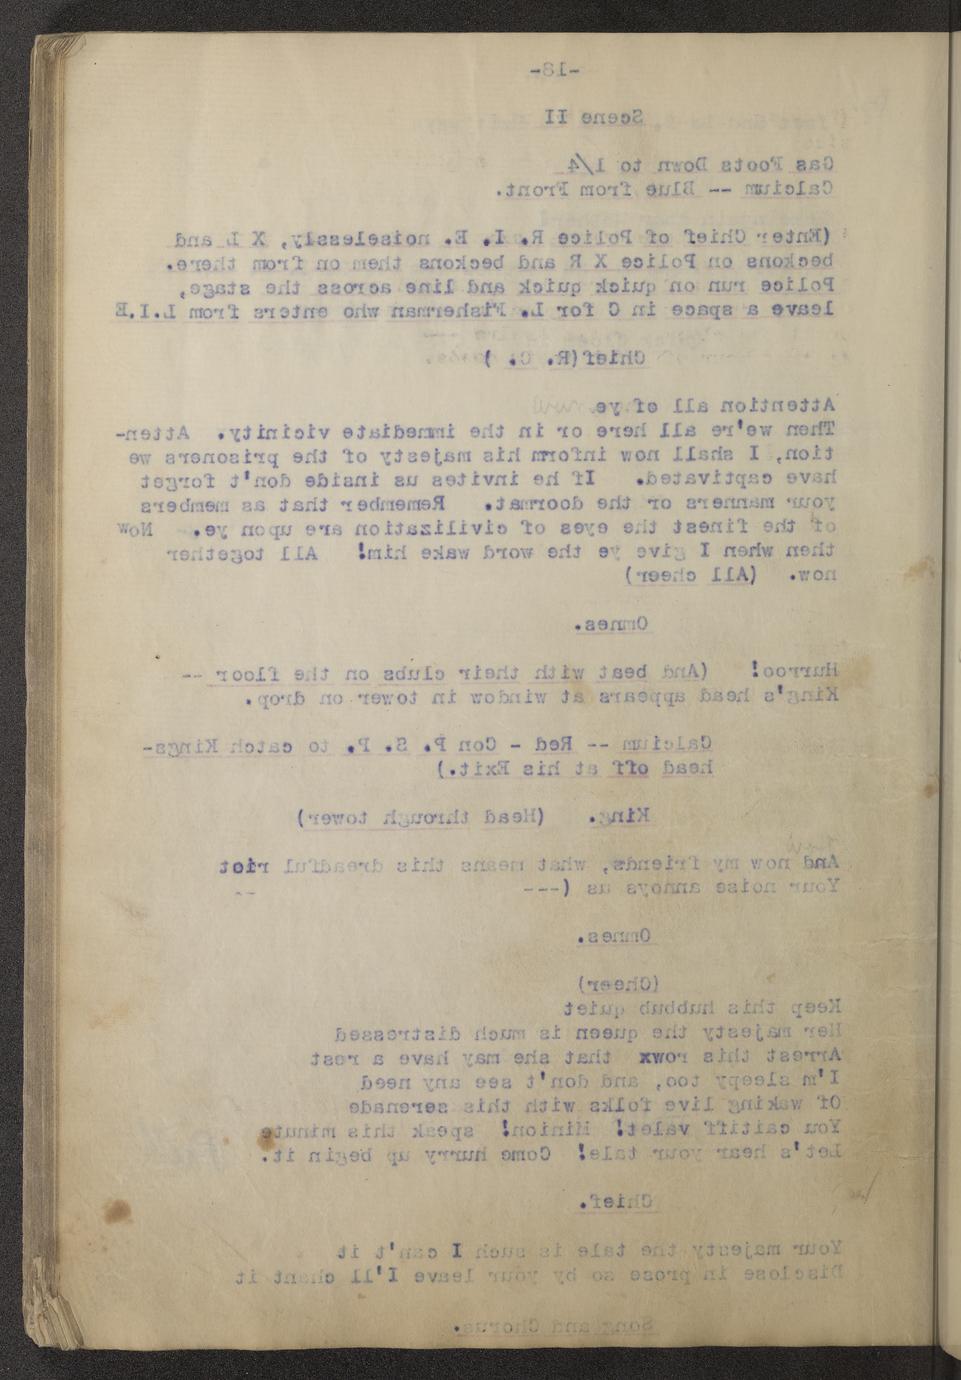 -18-
Scene II
Gas Foots Down to 1/4
Calcium -- Blue from Front.
(Enter Chief of Police R. I. E. noiselessly, X L and
beckons on Police X R and beckons them on from there.
Police run on quick quick and line across the stage,
leave a space in C for L. Fisherman who enters from L.I.E
Chief(R. C. )
Attention all of ye
Then we're all here or in the immediate vicinity. Atten-
tion, I shall now inform his majesty of the prisoners we
have captivated. If he invites us inside don't forget
your manners or the doormat. Remember that as members
of the finest the eyes of civilization are upon ye. Now
then when I give ye the word wake him! All together
now. (All cheer)
Omnes.
Hurroo! (And beat with their clubs on the floor --
King's head appears at window in tower on drop.
Calcium -- Red - Con P. S. P. to catch Kings-
head off at his Exit.)
King. (Head through tower)
And now my friends, what means this dreadful riot
Your noise annoys us (---
Omnes.
(Cheer)
Keep this hubbub quiet
Her majesty the queen is much distressed
Arrest this rowx that she may have a rest
I'm sleepy too, and don't see any need
Of waking live folks with this serenade
You caitiff valet! Minion! speak this minute
Let's hear your tale! Come hurry up begin it.
Chief.
Your majesty the tale is such I can't it
Disclose in prose so by your leave I'll chant it
Song and Chorus.